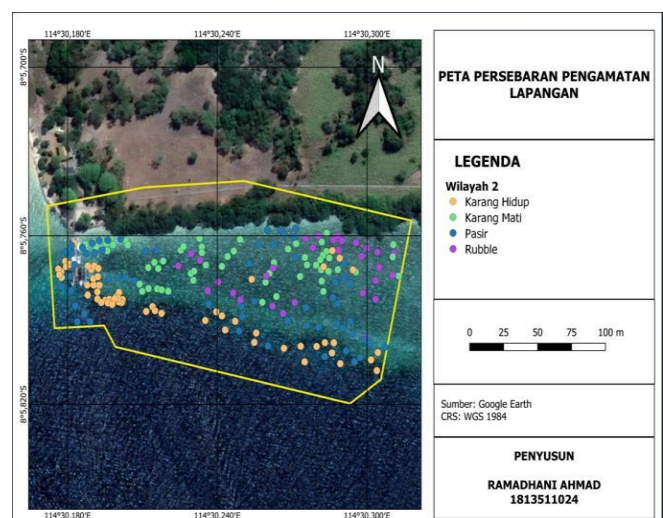 114°30,180'E 114°30,240'E 114°30,300'E
8°5,700'S
8°5,760'S
8°5,820'S
N
114°30,180'E 114°30,240'E 114°30,300'E
PETA PERSEBARAN PENGAMATAN
LAPANGAN
LEGENDA
Wilayah 2
Karang Hidup
Karang Mati
Pasir
Rubble
0 25 50 75 100 m
Sumber: Google Earth
CRS: WGS 1984
PENYUSUN
RAMADHANI AHMAD
1813511024